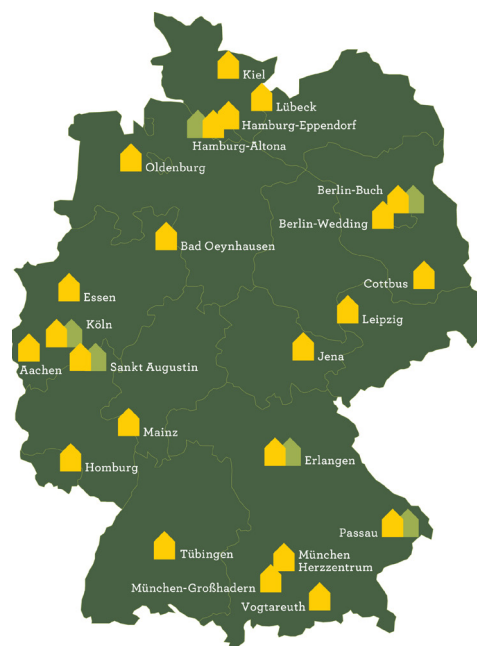 Kiel
Lübeck
Hamburg-Eppendorf
Hamburg-Altona
Oldenburg
Berlin-Buch
Berlin-Wedding
Bad Oeynhausen
Cottbus
Essen
Leipzig
Köln
Jena
Aachen
Sankt Augustin
Mainz
Homburg
Erlangen
Passau
Tübingen
München
Herzzentrum
München-Großhadern
Vogtareuth